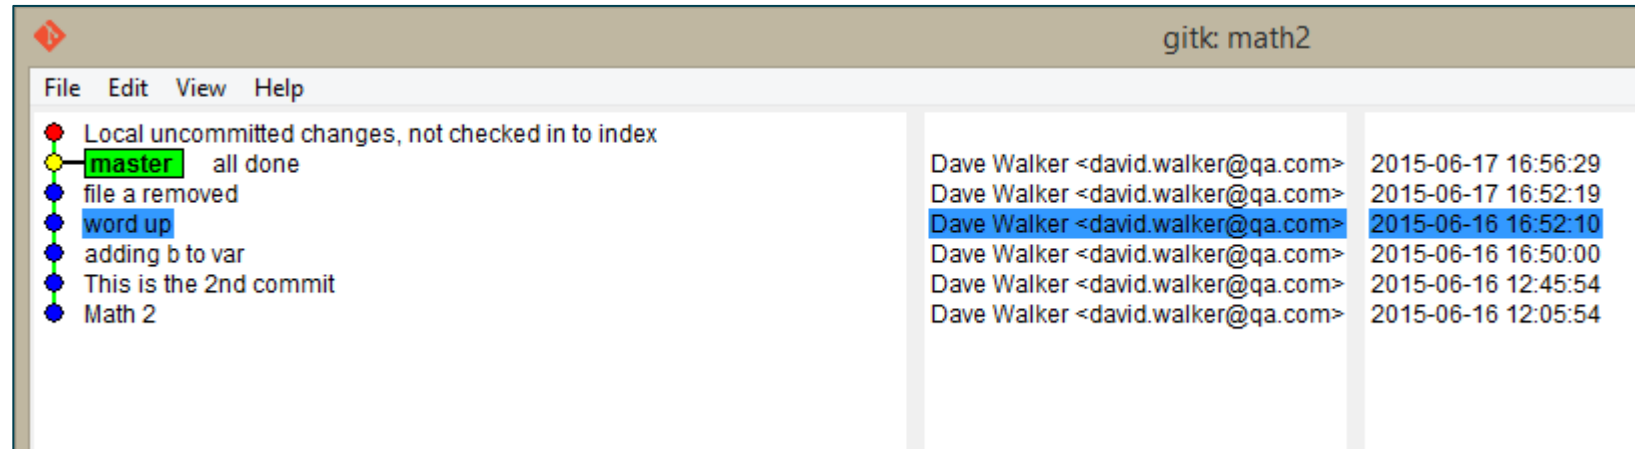 gitk: math2
File Edit View Help
Local uncommitted changes, not checked in to index
master all done Dave Walker <david.walker@qa.com> 2015-06-17 16:56:29
file a removed Dave Walker <david.walker@qa.com> 2015-06-17 16:52:19
word up Dave Walker <david.walker@qa.com> 2015-06-16 16:52:10
adding b to var Dave Walker <david.walker@qa.com> 2015-06-16 16:50:00
This is the 2nd commit Dave Walker <david.walker@qa.com> 2015-06-16 12:45:54
Math 2 Dave Walker <david.walker@qa.com> 2015-06-16 12:05:54